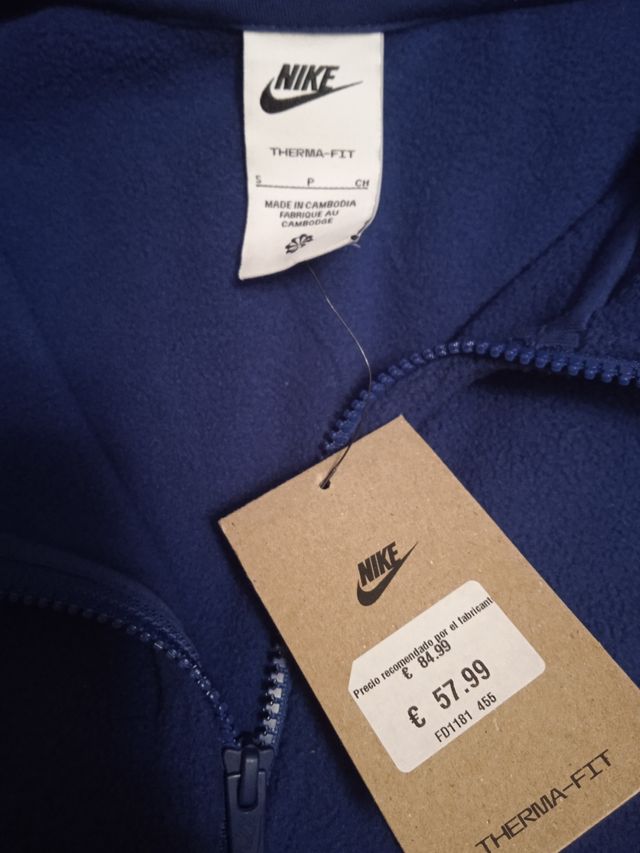 NIKE
THERMA-FIT
S P CH
MADE IN CAMBODIA
FABRIQUE AU
CAMBODGE
NIKE
Precio recomendado por el fabricant
€ 84.99
€ 57.99
FD1181 455
THERMA-FIT